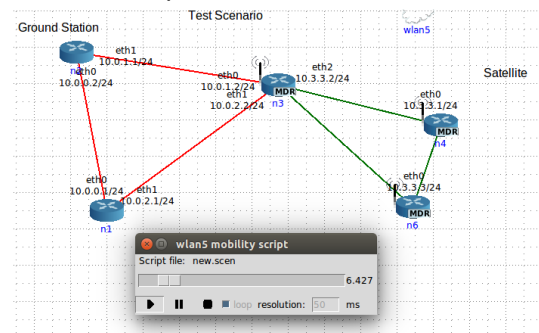 Test Scenario
wlan5
Ground Station
eth1
10.0.1.1/24
eth0
10.0.0.2/24
eth2
10.3.3.2/24
Satellite
eth0
10.0.1.2/24
eth1
10.0.2.2/24
MDR
n3
eth0
10.3.3.1/24
MDR
n4
eth0
10.0.0.1/24
eth1
10.0.2.1/24
n1
eth0
10.3.3.3/24
MDR
n6
wlan5 mobility script
Script file: new.scen
6.427
loop resolution: 50 ms